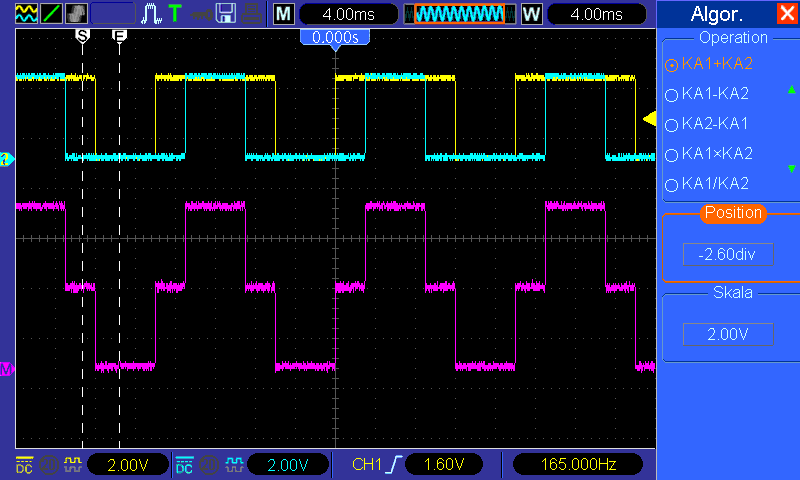 T M 4.00ms W 4.00ms Algor.
S F 0.000s
Operation
KA1+KA2
KA1-KA2
KA2-KA1
KA1×KA2
KA1/KA2
Position
-2.60div
Skala
2.00V
M
DC 2.00V DC 2.00V CH1 1.60V 165.000Hz